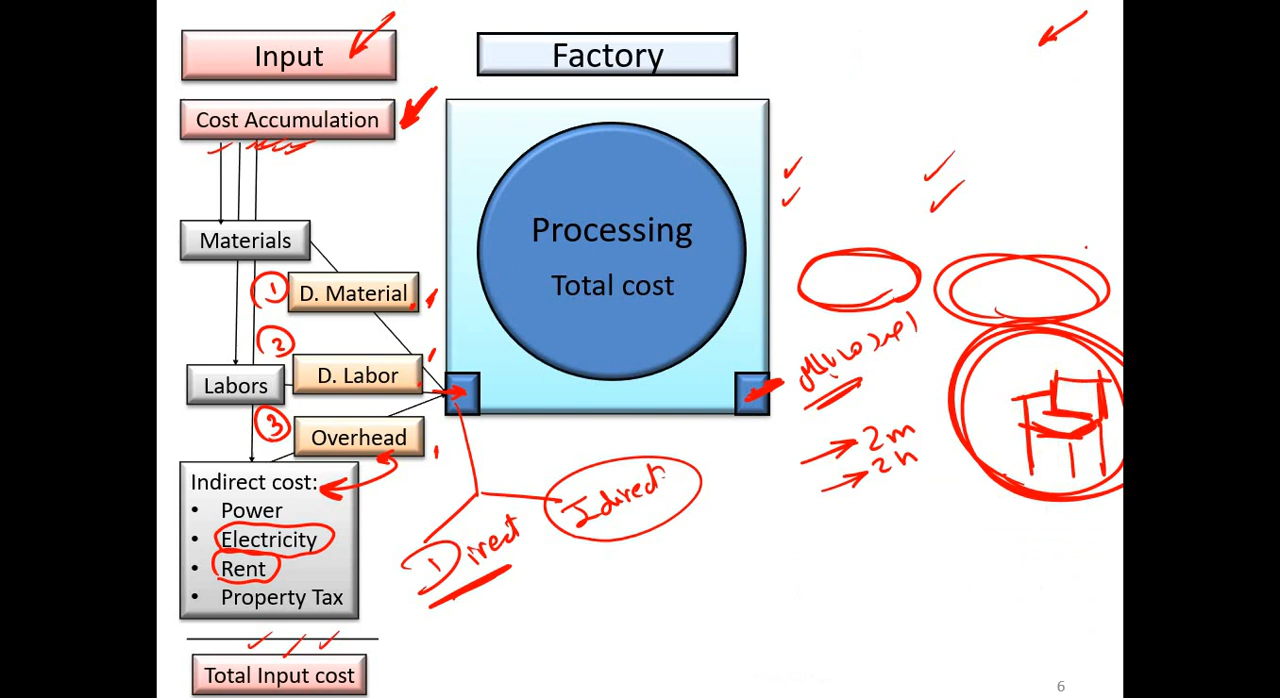 Input
Factory
Cost Accumulation
Materials
Processing
Total cost
1
D. Material
2
D. Labor
Labors
3
Overhead
Indirect cost:
• Power
• Electricity
• Rent
• Property Tax
Total Input cost
Direct
Idirect
2m
2h
6